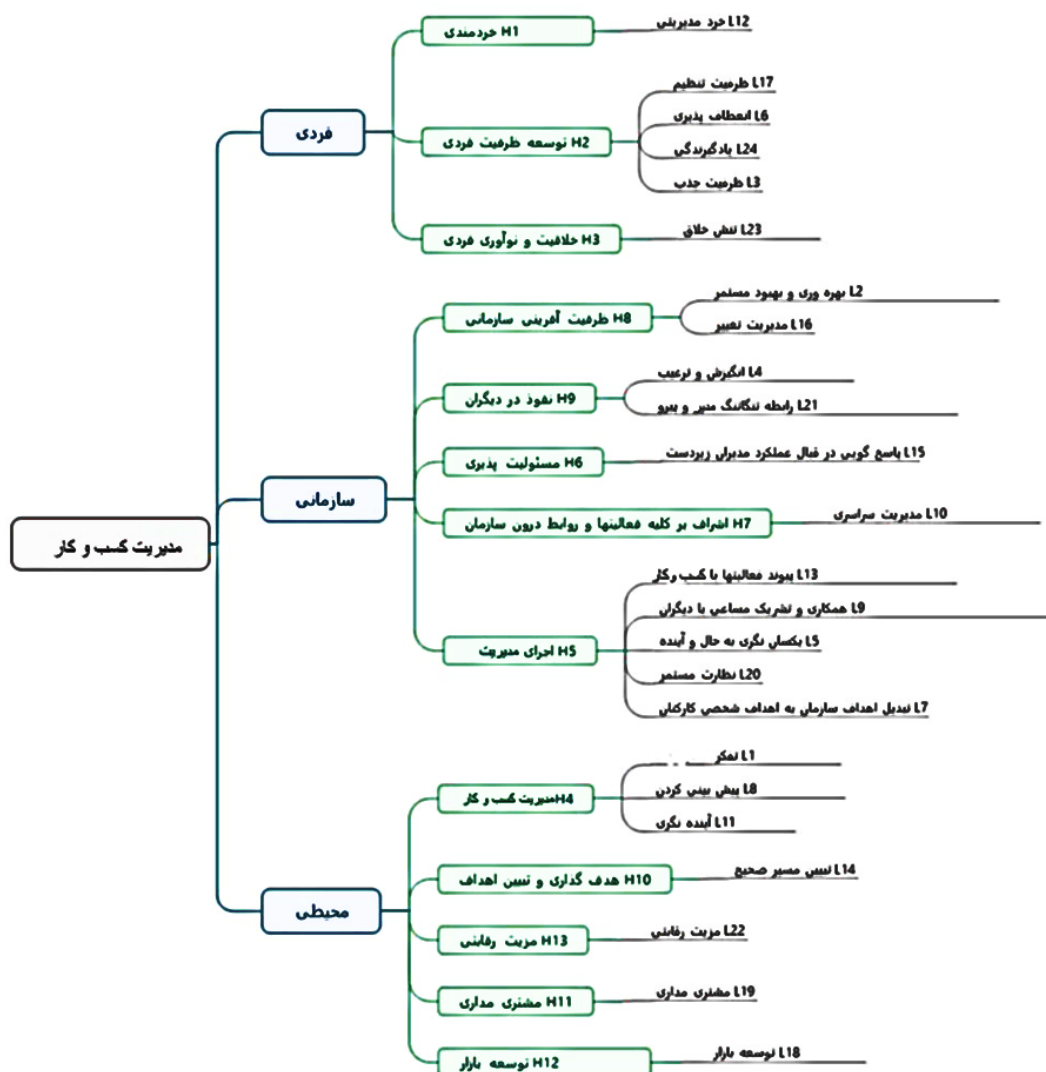 مدیریت کسب و کار
فردی
H1 خردمندی
L12 خرد مدیریتی
H2 توسعه ظرفیت فردی
L17 ظرفیت تنظیم
L6 انعطاف پذیری
L24 یادگیرندگی
L3 ظرفیت جذب
H3 خلاقیت و نوآوری فردی
L23 تنش خلاق
سازمانی
H8 ظرفیت آفرینی سازمانی
L2 بهره وری و بهبود مستمر
L16 مدیریت تغییر
H9 نفوذ در دیگران
L4 انگیزش و ترغیب
L21 رابطه تنگاتنگ مدیر و پیرو
H6 مسئولیت پذیری
L15 پاسخ گویی در قبال عملکرد مدیران زیردست
H7 اشراف بر کلیه فعالیتها و روابط درون سازمان
L10 مدیریت سراسری
H5 اجرای مدیریت
L13 پیوند فعالیتها با کسب وکار
L9 همکاری و تشریک مساعی با دیگران
L5 یکسان نگری به حال و آینده
L20 نظارت مستمر
L7 تبدیل اهداف سازمان به اهداف شخصی کارکنان
محیطی
H4مدیریت کسب و کار
L1 تفکر
L8 پیش بینی کردن
L11 آینده نگری
H10 هدف گذاری و تبیین اهداف
L14 تبیین مسیر صحیح
H13 مزیت رقابتی
L22 مزیت رقابتی
H11 مشتری مداری
L19 مشتری مداری
H12 توسعه بازار
L18 توسعه بازار